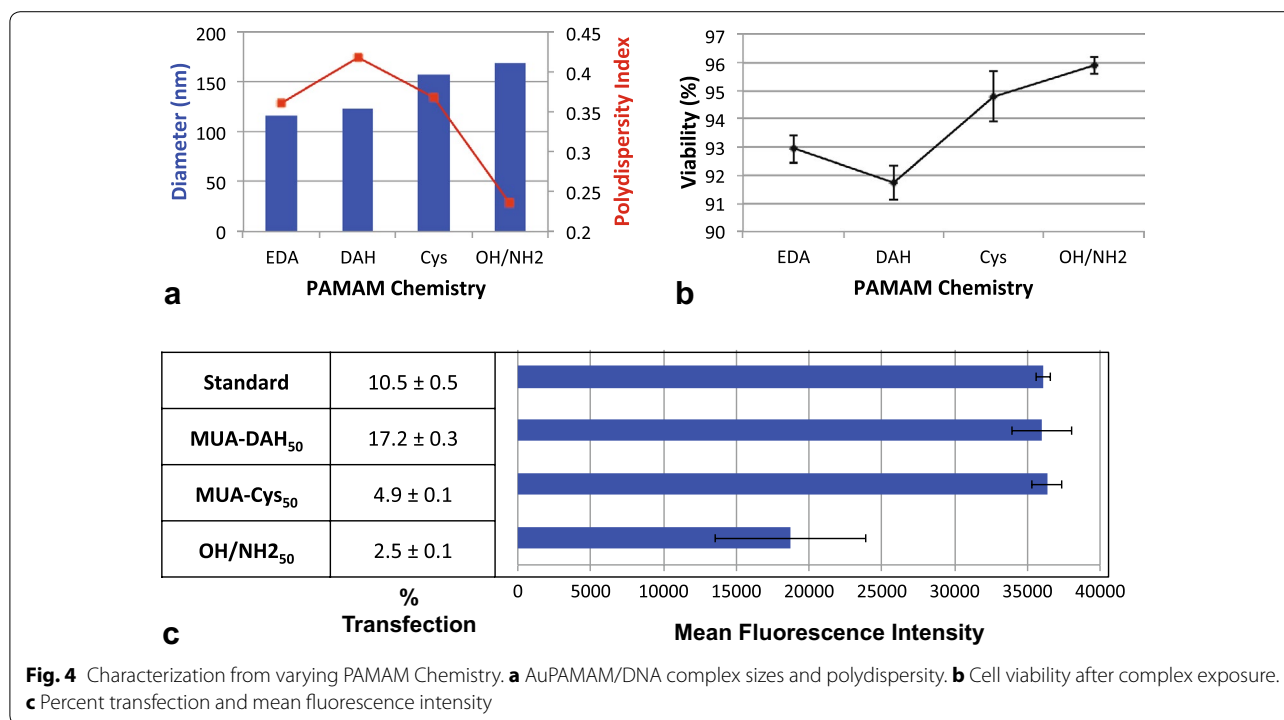 200
150
100
50
0
Diameter (nm)
0.45
0.4
0.35
0.3
0.25
0.2
Polydispersity Index
EDA DAH Cys OH/NH2
PAMAM Chemistry
a
97
96
95
94
93
92
91
90
Viability (%)
EDA DAH Cys OH/NH2
PAMAM Chemistry
b
Standard 10.5 ± 0.5
MUA-DAH50 17.2 ± 0.3
MUA-Cys50 4.9 ± 0.1
OH/NH250 2.5 ± 0.1
%
Transfection
0 5000 10000 15000 20000 25000 30000 35000 40000
Mean Fluorescence Intensity
c
Fig. 4 Characterization from varying PAMAM Chemistry. a AuPAMAM/DNA complex sizes and polydispersity. b Cell viability after complex exposure.
c Percent transfection and mean fluorescence intensity